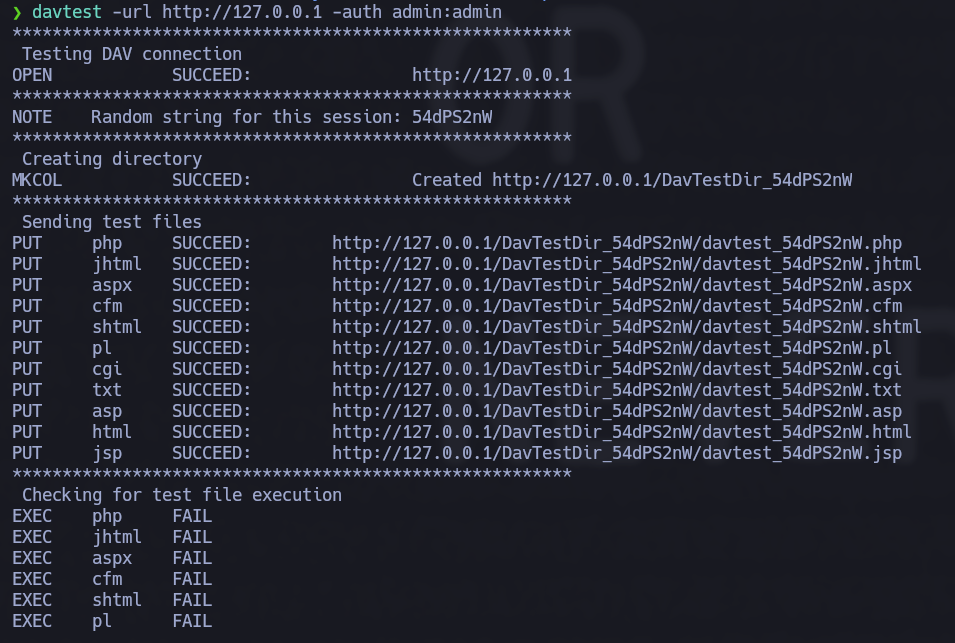 ❯ davtest -url http://127.0.0.1 -auth admin:admin
********************************************************
 Testing DAV connection
OPEN            SUCCEED:                http://127.0.0.1
********************************************************
NOTE    Random string for this session: 54dPS2nW
********************************************************
 Creating directory
MKCOL           SUCCEED:                Created http://127.0.0.1/DavTestDir_54dPS2nW
********************************************************
 Sending test files
PUT     php     SUCCEED:        http://127.0.0.1/DavTestDir_54dPS2nW/davtest_54dPS2nW.php
PUT     jhtml   SUCCEED:        http://127.0.0.1/DavTestDir_54dPS2nW/davtest_54dPS2nW.jhtml
PUT     aspx    SUCCEED:        http://127.0.0.1/DavTestDir_54dPS2nW/davtest_54dPS2nW.aspx
PUT     cfm     SUCCEED:        http://127.0.0.1/DavTestDir_54dPS2nW/davtest_54dPS2nW.cfm
PUT     shtml   SUCCEED:        http://127.0.0.1/DavTestDir_54dPS2nW/davtest_54dPS2nW.shtml
PUT     pl      SUCCEED:        http://127.0.0.1/DavTestDir_54dPS2nW/davtest_54dPS2nW.pl
PUT     cgi     SUCCEED:        http://127.0.0.1/DavTestDir_54dPS2nW/davtest_54dPS2nW.cgi
PUT     txt     SUCCEED:        http://127.0.0.1/DavTestDir_54dPS2nW/davtest_54dPS2nW.txt
PUT     asp     SUCCEED:        http://127.0.0.1/DavTestDir_54dPS2nW/davtest_54dPS2nW.asp
PUT     html    SUCCEED:        http://127.0.0.1/DavTestDir_54dPS2nW/davtest_54dPS2nW.html
PUT     jsp     SUCCEED:        http://127.0.0.1/DavTestDir_54dPS2nW/davtest_54dPS2nW.jsp
********************************************************
 Checking for test file execution
EXEC    php     FAIL
EXEC    jhtml   FAIL
EXEC    aspx    FAIL
EXEC    cfm     FAIL
EXEC    shtml   FAIL
EXEC    pl      FAIL